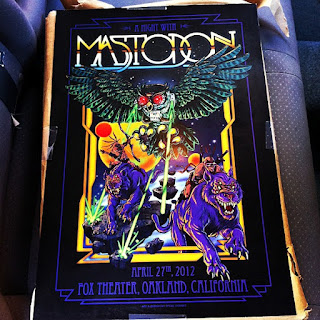 A NIGHT WITH
MASTODON
APRIL 27TH, 2012
FOX THEATER, OAKLAND, CALIFORNIA